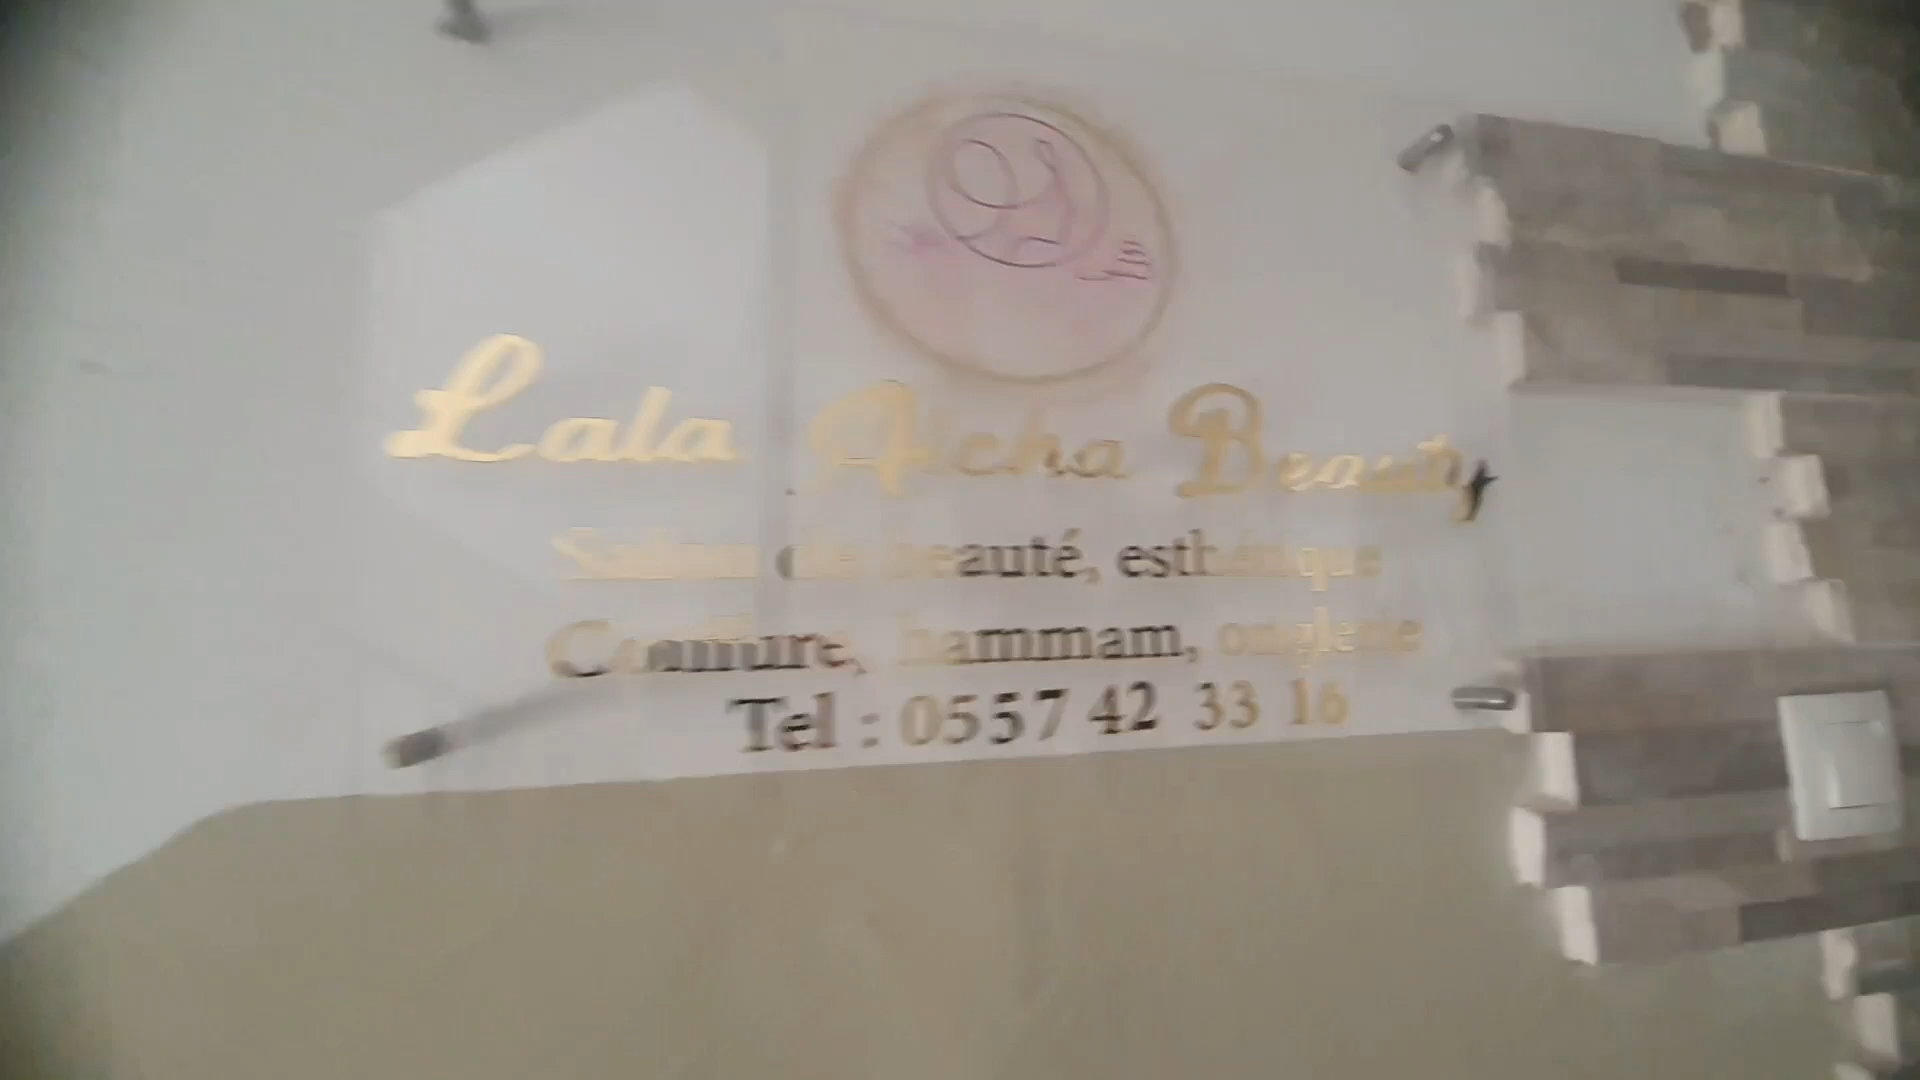 Lala Aicha Beauty
Salon de beauté, esthétique
Coiffure, hammam, onglerie
Tel : 0557 42 33 16